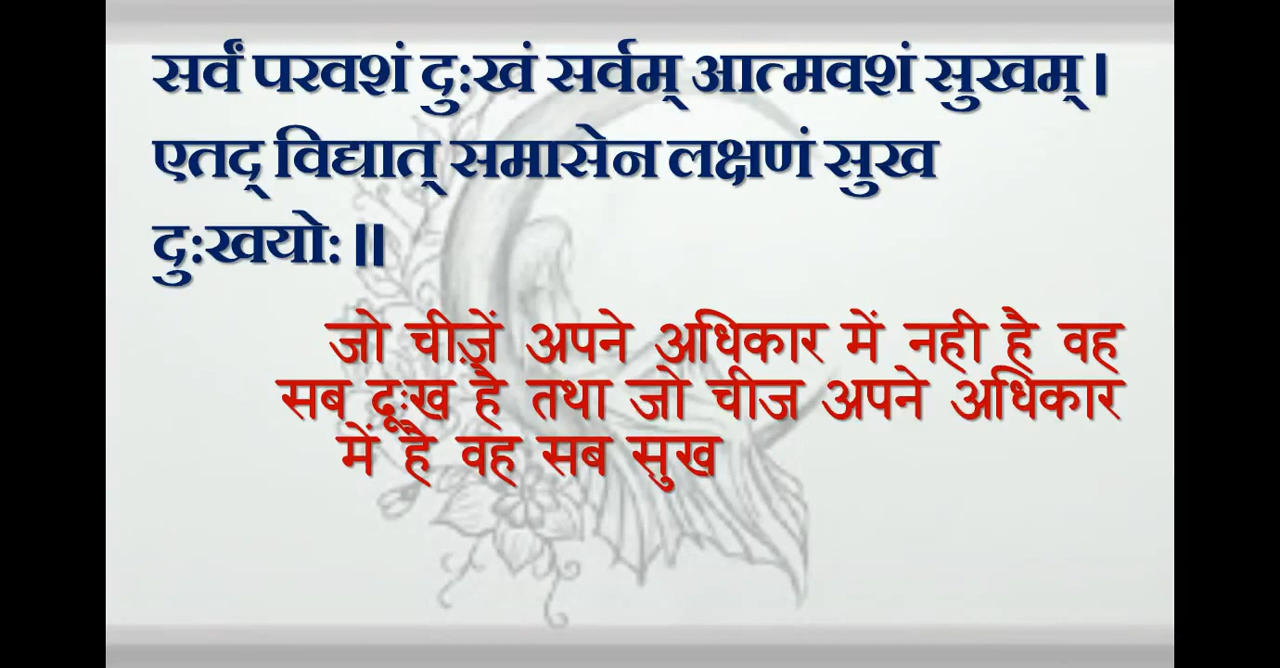 सर्वं परवशं दुःखं सर्वम् आत्मवशं सुखम् ।
एतद् विद्यात् समासेन लक्षणं सुख
दुःखयोः ॥
जो चीज़ें अपने अधिकार में नही है वह
सब दूःख है तथा जो चीज अपने अधिकार
में है वह सब सुख